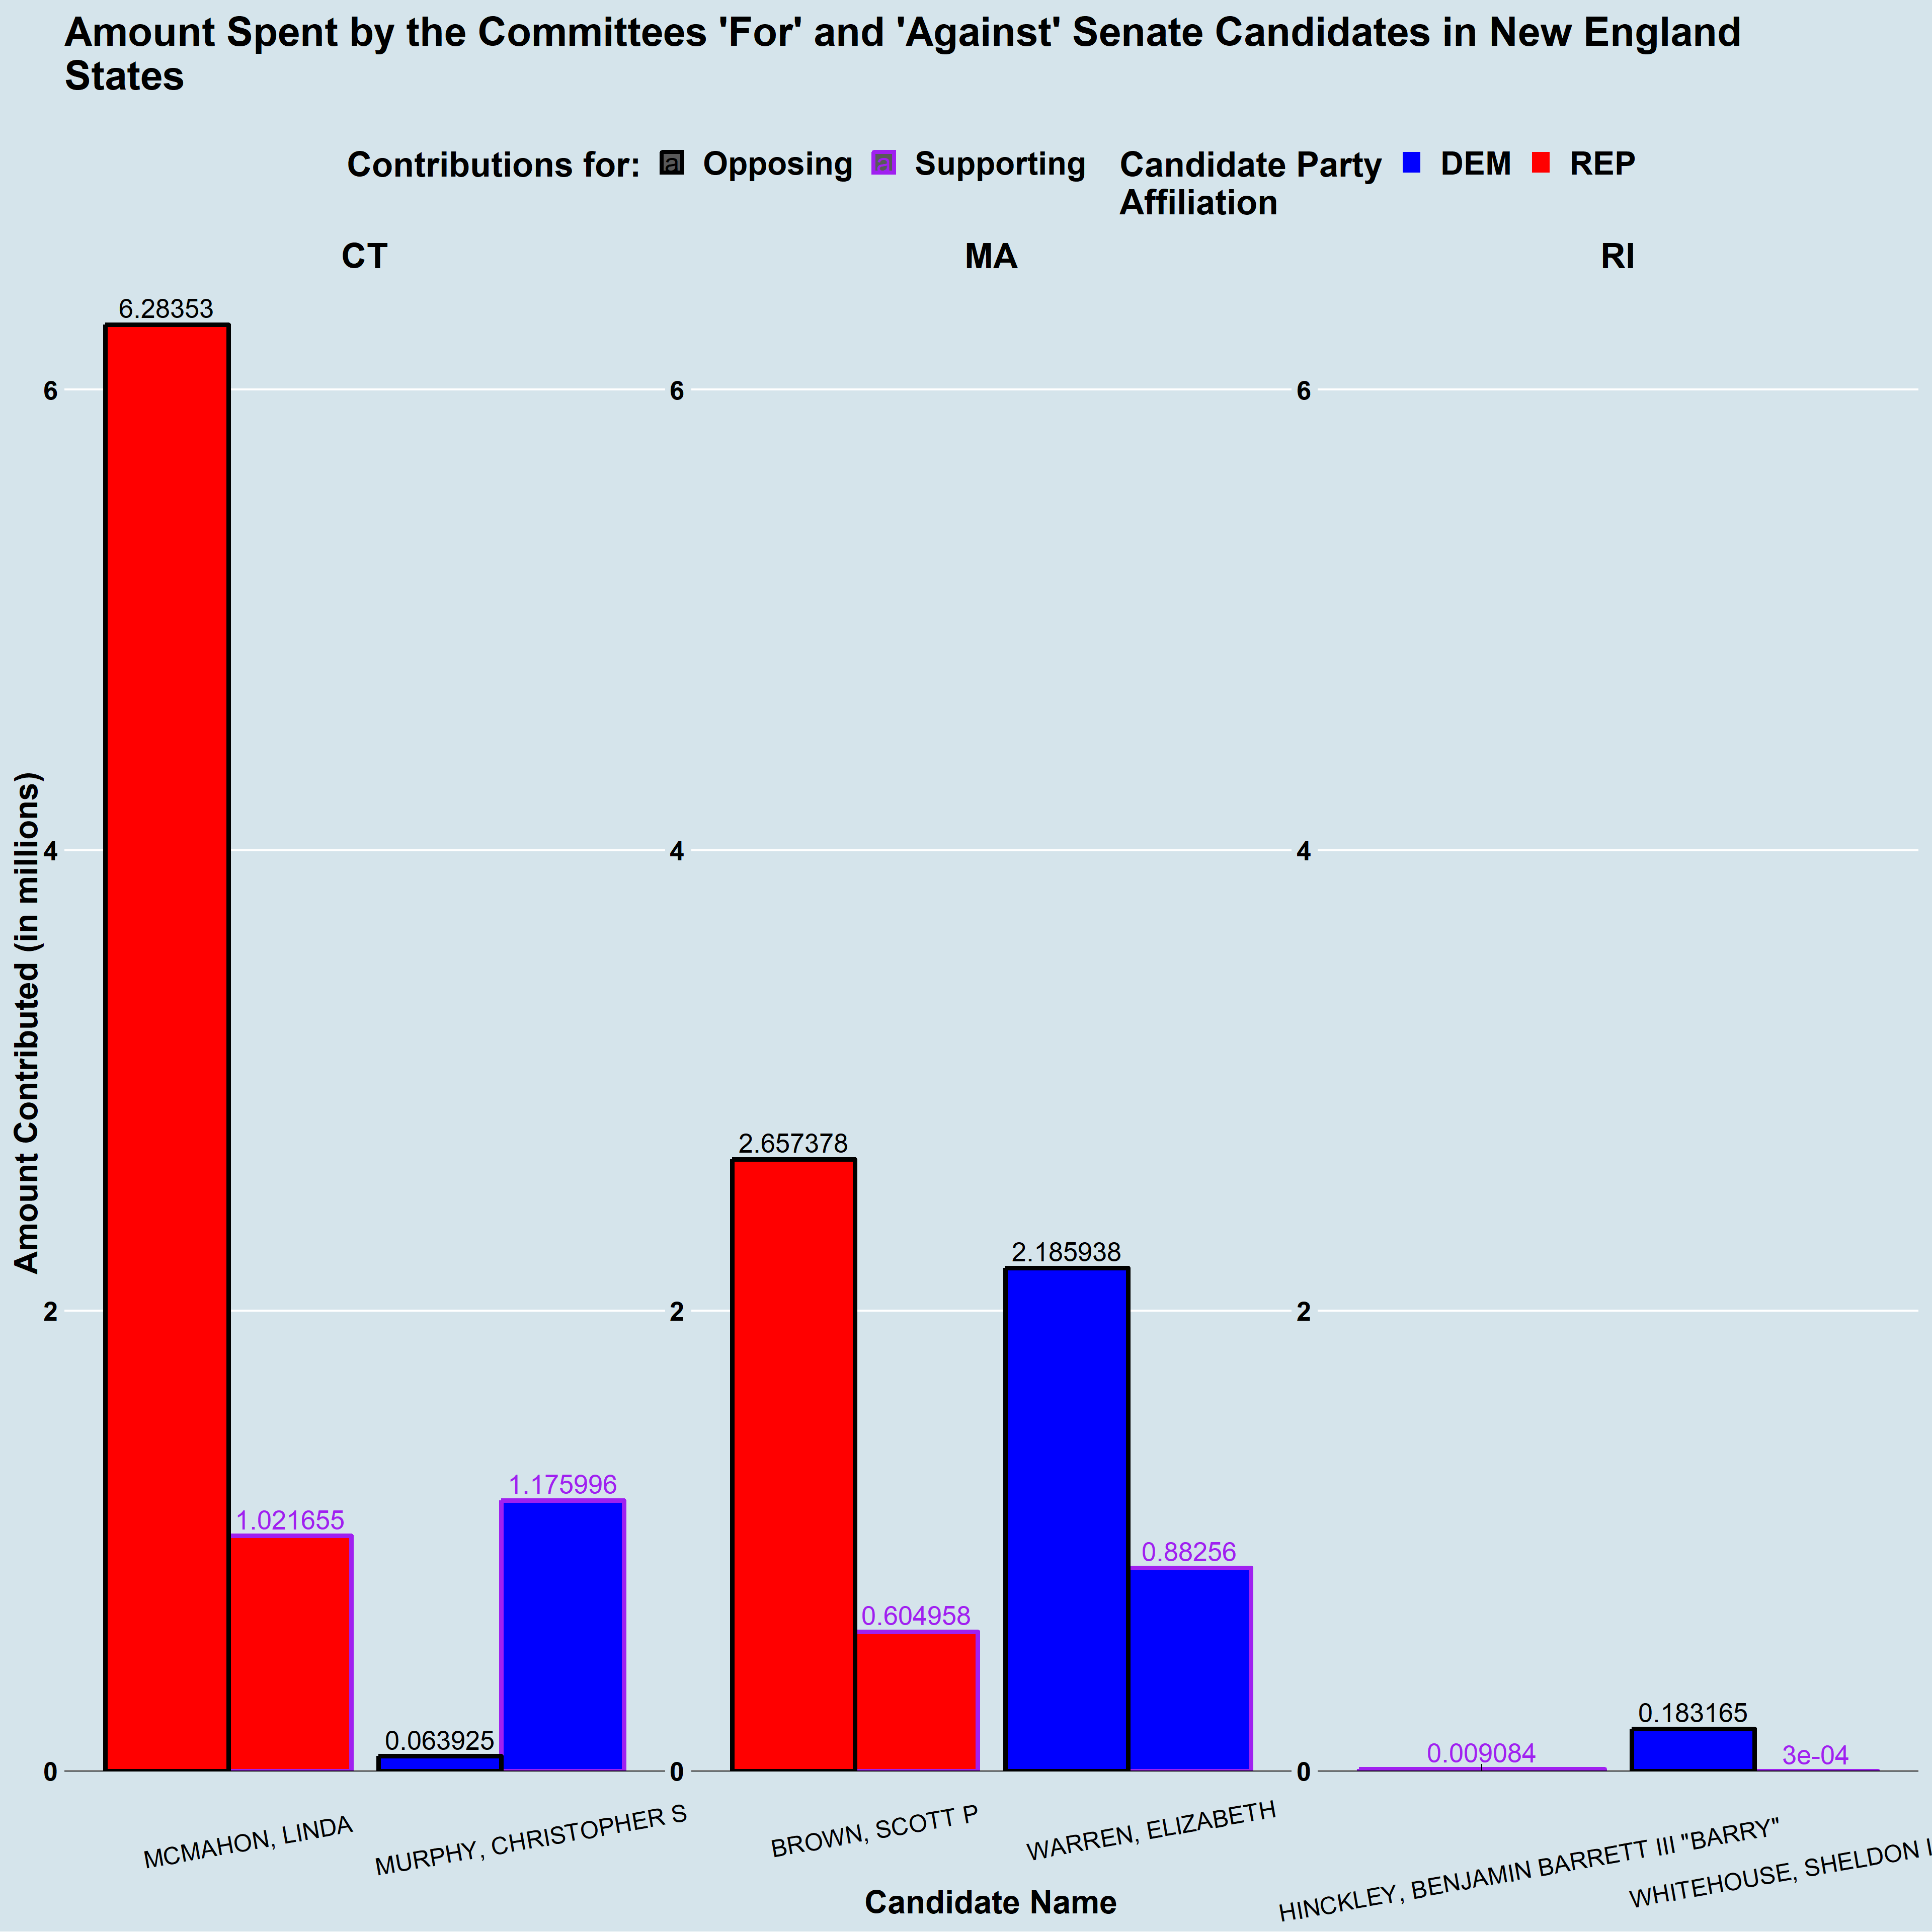 Amount Spent by the Committees 'For' and 'Against' Senate Candidates in New England
States
Contributions for: a Opposing a Supporting Candidate Party DEM REP
Affiliation
CT MA RI
Amount Contributed (in millions)
6 6 6
4 4 4
2 2 2
0 0 0
6.28353
1.021655
0.063925
1.175996
2.657378
0.604958
2.185938
0.88256
0.009084
0.183165
3e-04
MCMAHON, LINDA
MURPHY, CHRISTOPHER S
BROWN, SCOTT P
WARREN, ELIZABETH
HINCKLEY, BENJAMIN BARRETT III "BARRY"
WHITEHOUSE, SHELDON
Candidate Name